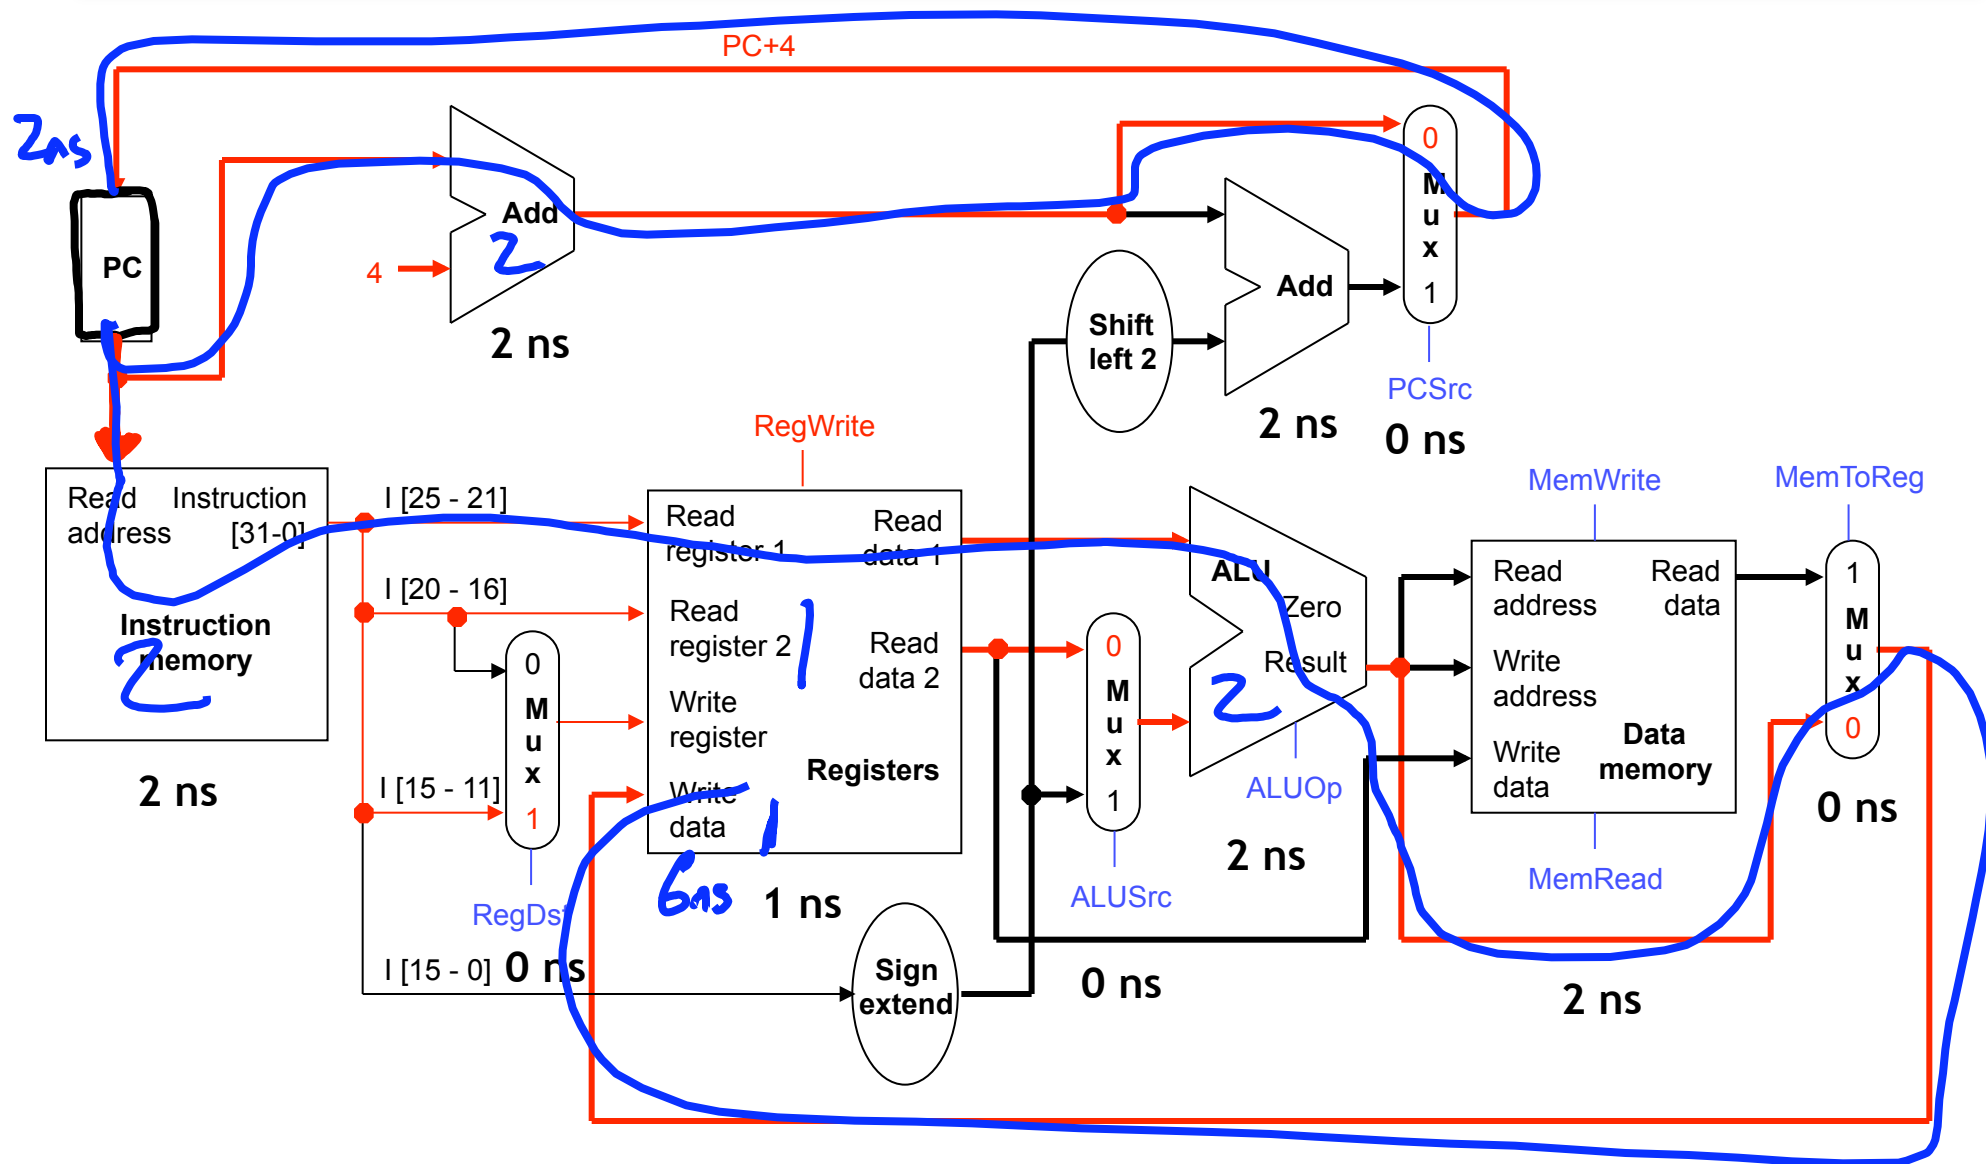 PC+4
2ns
0
M
u
x
1
Add
2
4
PC
Add
Shift
left 2
2 ns
PCSrc
2 ns
0 ns
RegWrite
MemWrite
MemToReg
Read
address
Instruction
[31-0]
I [25 - 21]
Read
register 1
Read
data 1
ALU
Zero
Result
Read
address
Read
data
1
M
u
x
0
I [20 - 16]
Read
register 2
1
Read
data 2
0
M
u
x
1
Instruction
memory
2
0
M
u
x
1
Write
register
2
Write
address
Data
memory
Registers
I [15 - 11]
Write
data
1
Write
data
2 ns
ALUOp
0 ns
2 ns
MemRead
6ns
1 ns
ALUSrc
I [15 - 0]
0 ns
Sign
extend
0 ns
2 ns